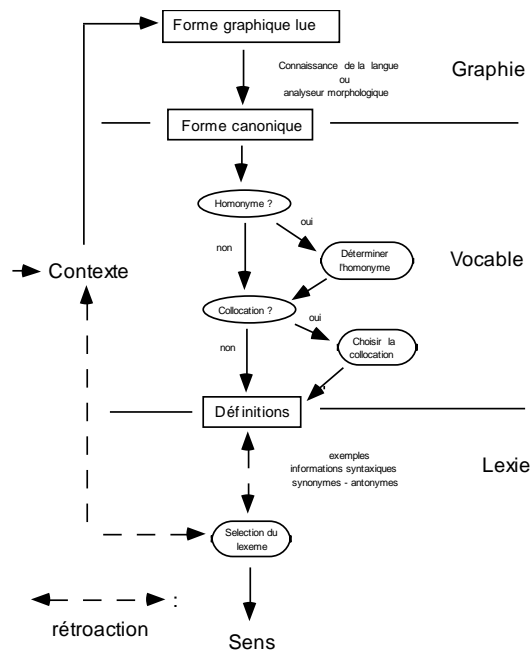 Forme graphique lue
Connaissance de la langue
ou
analyseur morphologique
Graphie
Forme canonique
Homonyme ?
oui
non
Déterminer
l'homonyme
Vocable
Contexte
Collocation ?
oui
non
Choisir la
collocation
Définitions
exemples
informations syntaxiques
synonymes - antonymes
Lexie
Selection du
lexeme
:
rétroaction
Sens